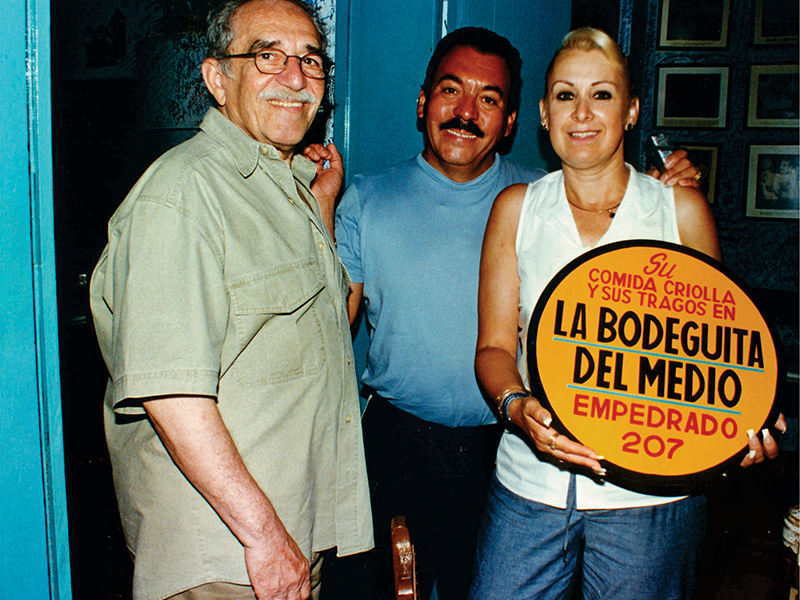 Su
COMIDA CRIOLLA
Y SUS TRAGOS EN
LA BODEGUITA
DEL MEDIO
EMPEDRADO
207